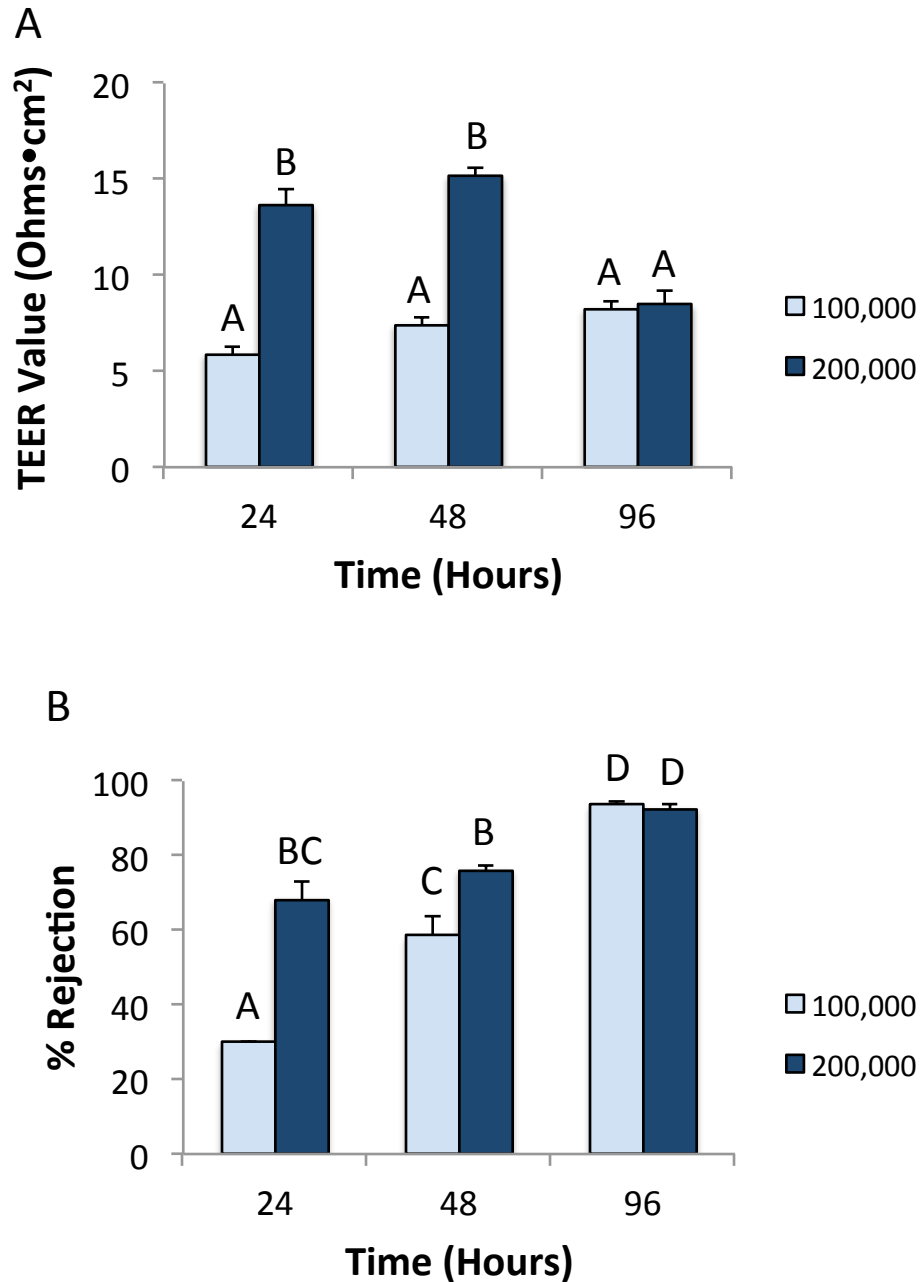 A
TEER Value (Ohms•cm²)
20
15
10
5
0
A
B
A
B
A
A
24
48
96
Time (Hours)
100,000
200,000
B
% Rejection
100
80
60
40
20
0
A
BC
C
B
D
D
24
48
96
Time (Hours)
100,000
200,000